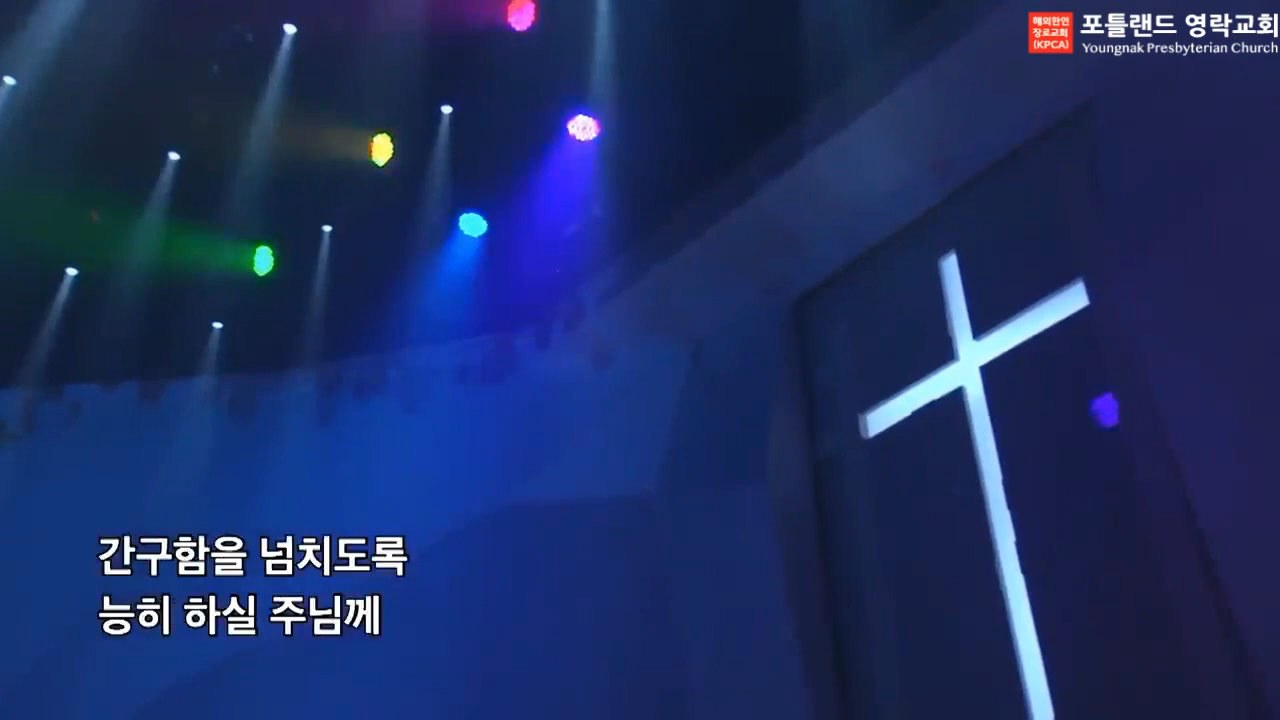 해외한인
장로교회
(KPCA)
포틀랜드 영락교회
Youngnak Presbyterian Church
간구함을 넘치도록
능히 하실 주님께